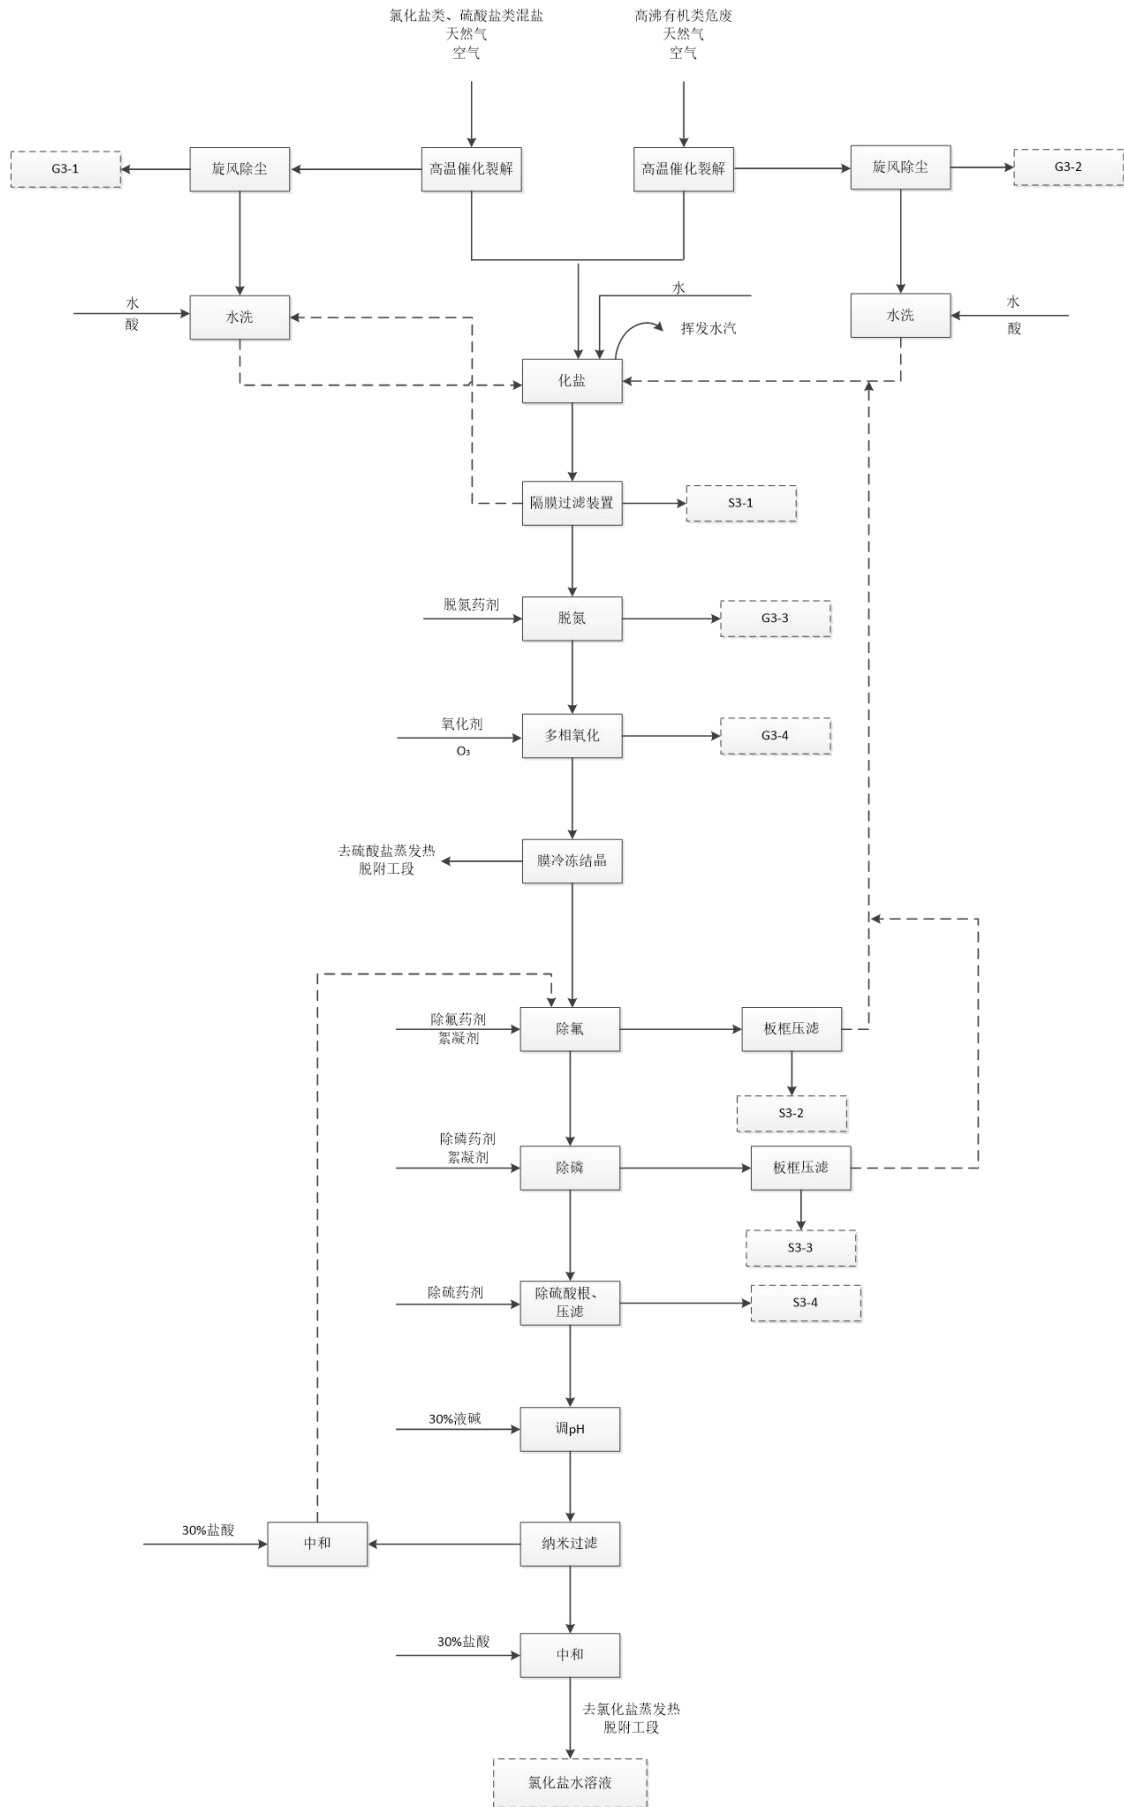 氯化盐类、硫酸盐类混盐
天然气
空气
高沸有机类危废
天然气
空气
G3-1
旋风除尘
高温催化裂解
高温催化裂解
旋风除尘
G3-2
水
酸
水洗
水
挥发水汽
水洗
水
酸
化盐
隔膜过滤装置
S3-1
脱氮药剂
脱氮
G3-3
氧化剂
O₃
多相氧化
G3-4
去硫酸盐蒸发热
脱附工段
膜冷冻结晶
除氟药剂
絮凝剂
除氟
板框压滤
S3-2
除磷药剂
絮凝剂
除磷
板框压滤
S3-3
除硫药剂
除硫酸根、
压滤
S3-4
30%液碱
调pH
30%盐酸
中和
纳米过滤
30%盐酸
中和
去氯化盐蒸发热
脱附工段
氯化盐水溶液